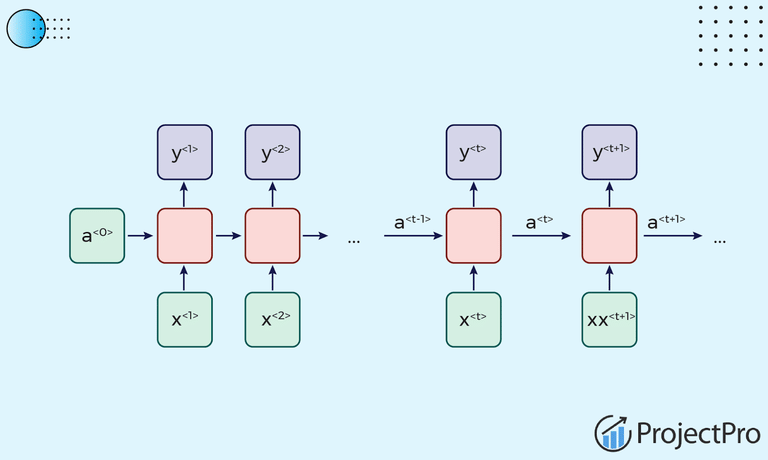 y<1>
y<2>
y<t>
y<t+1>
a<0>
...
a<t-1>
a<t>
a<t+1>
...
x<1>
x<2>
x<t>
xx<t+1>
ProjectPro